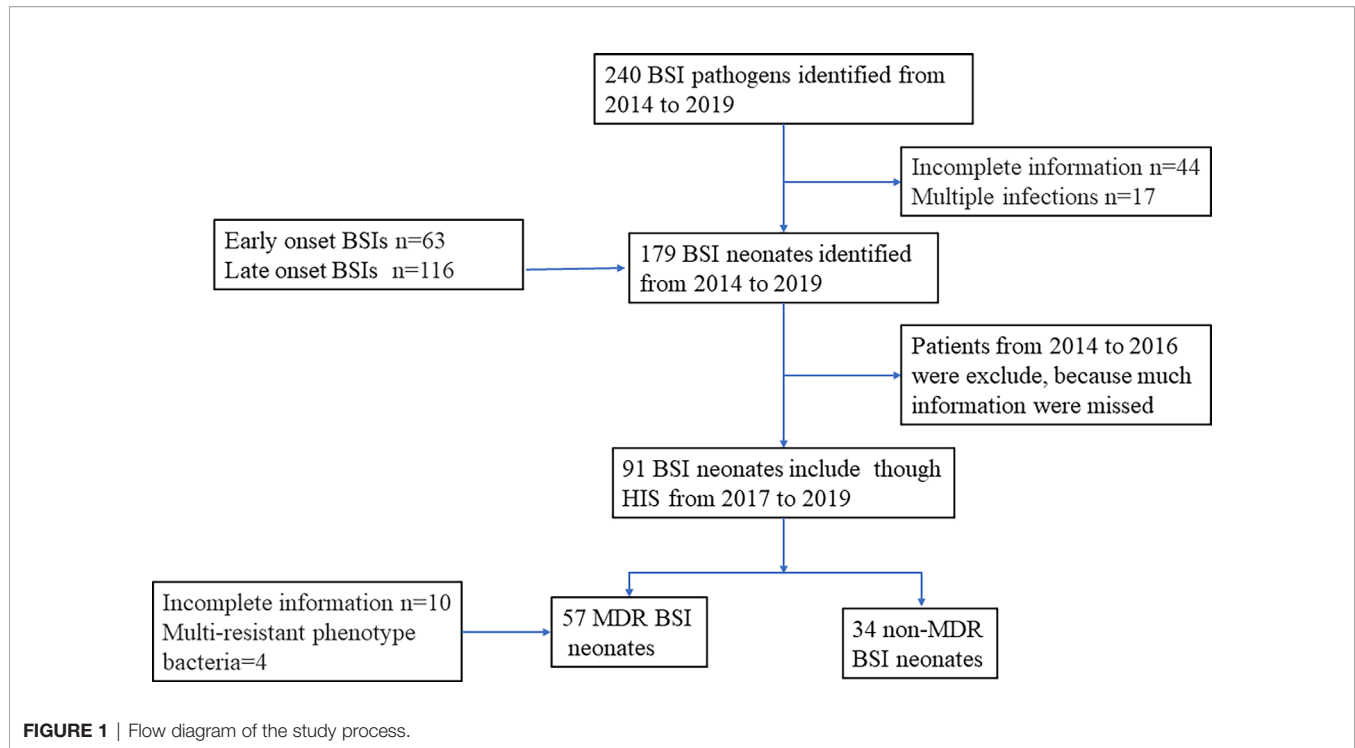 240 BSI pathogens identified from
2014 to 2019
Incomplete information n=44
Multiple infections n=17
Early onset BSIs n=63
Late onset BSIs n=116
179 BSI neonates identified
from 2014 to 2019
Patients from 2014 to 2016
were exclude, because much
information were missed
91 BSI neonates include though
HIS from 2017 to 2019
Incomplete information n=10
Multi-resistant phenotype
bacteria=4
57 MDR BSI
neonates
34 non-MDR
BSI neonates
FIGURE 1 | Flow diagram of the study process.